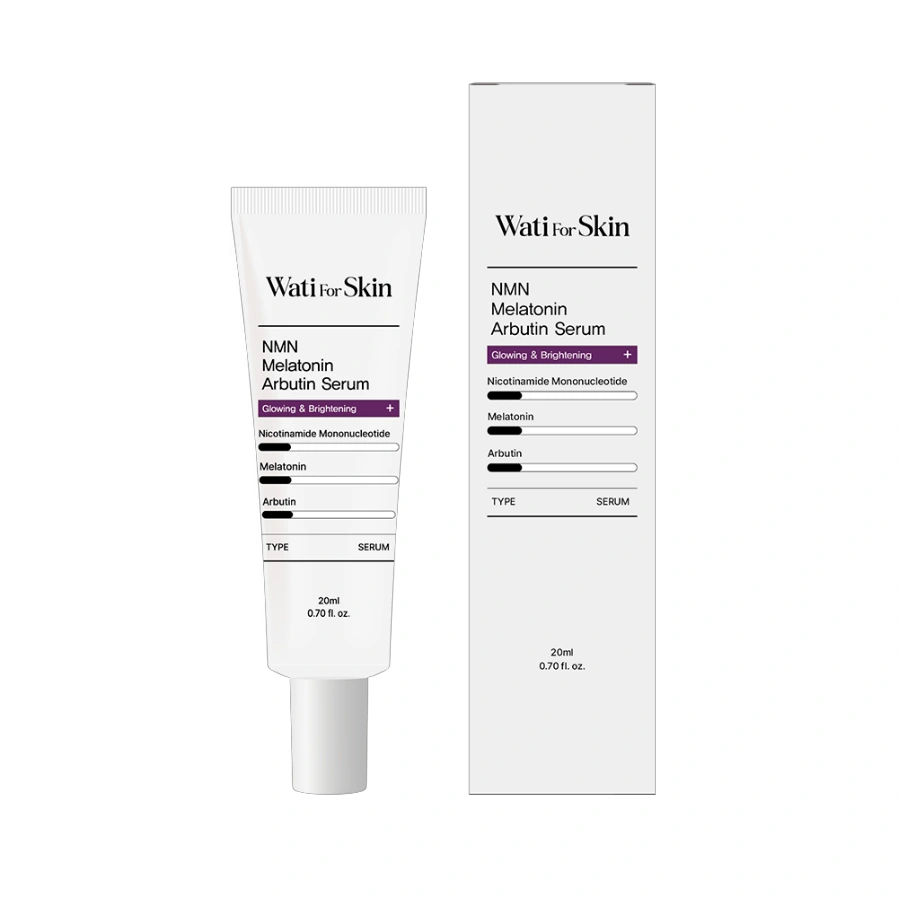 Wati For Skin
NMN
Melatonin
Arbutin Serum
Glowing & Brightening +
Nicotinamide Mononucleotide
Melatonin
Arbutin
TYPE SERUM
20ml
0.70 fl. oz.
Wati For Skin
NMN
Melatonin
Arbutin Serum
Glowing & Brightening +
Nicotinamide Mononucleotide
Melatonin
Arbutin
TYPE SERUM
20ml
0.70 fl. oz.